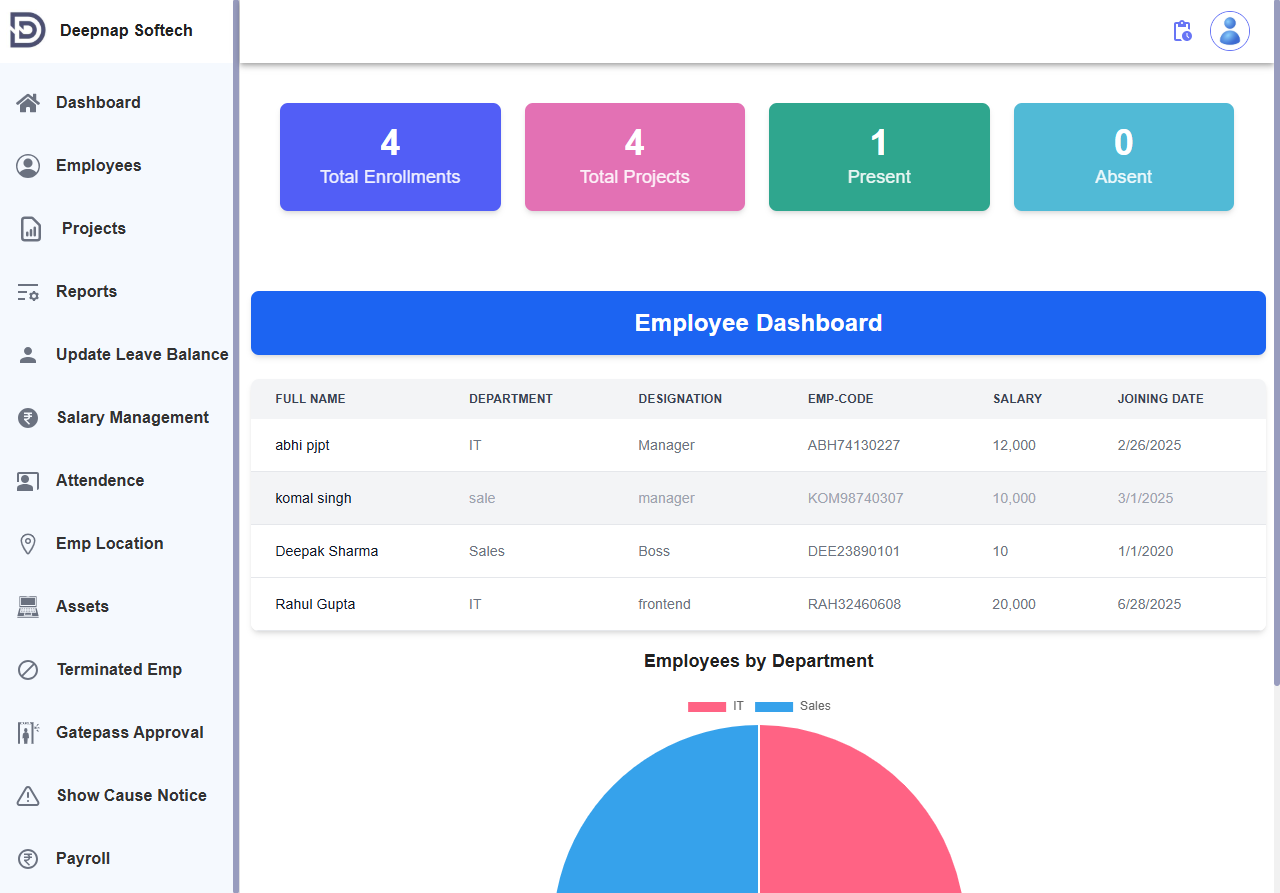 Deepnap Softech
Dashboard
Employees
Projects
Reports
Update Leave Balance
Salary Management
Attendence
Emp Location
Assets
Terminated Emp
Gatepass Approval
Show Cause Notice
Payroll
4 4 1 0
Total Enrollments Total Projects Present Absent
Employee Dashboard
FULL NAME DEPARTMENT DESIGNATION EMP-CODE SALARY JOINING DATE
abhi pjpt IT Manager ABH74130227 12,000 2/26/2025
komal singh sale manager KOM98740307 10,000 3/1/2025
Deepak Sharma Sales Boss DEE23890101 10 1/1/2020
Rahul Gupta IT frontend RAH32460608 20,000 6/28/2025
Employees by Department
IT Sales